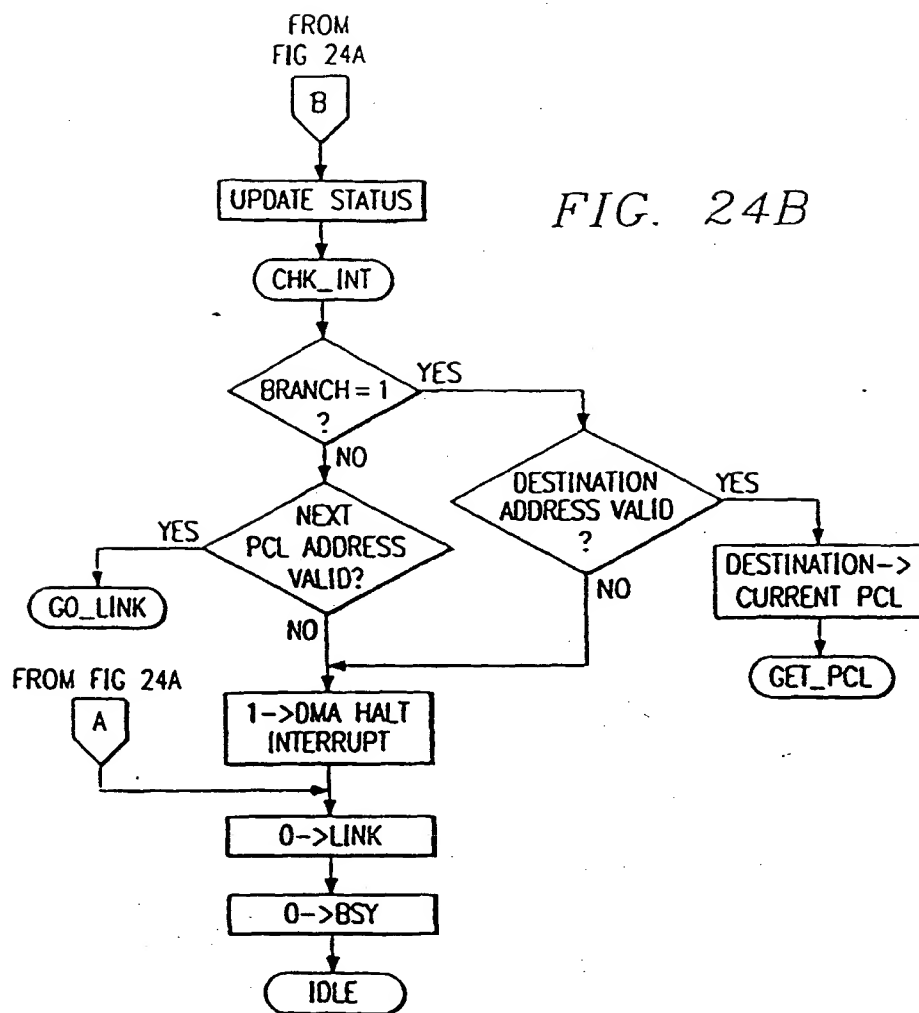 FROM
FIG 24A
B
UPDATE STATUS
FIG. 24B
CHK_INT
BRANCH = 1
?
YES
NO
DESTINATION
ADDRESS VALID
?
YES
NO
NEXT
PCL ADDRESS
VALID?
YES
NO
GO_LINK
DESTINATION->
CURRENT PCL
GET_PCL
FROM FIG 24A
A
1->DMA HALT
INTERRUPT
0->LINK
0->BSY
IDLE